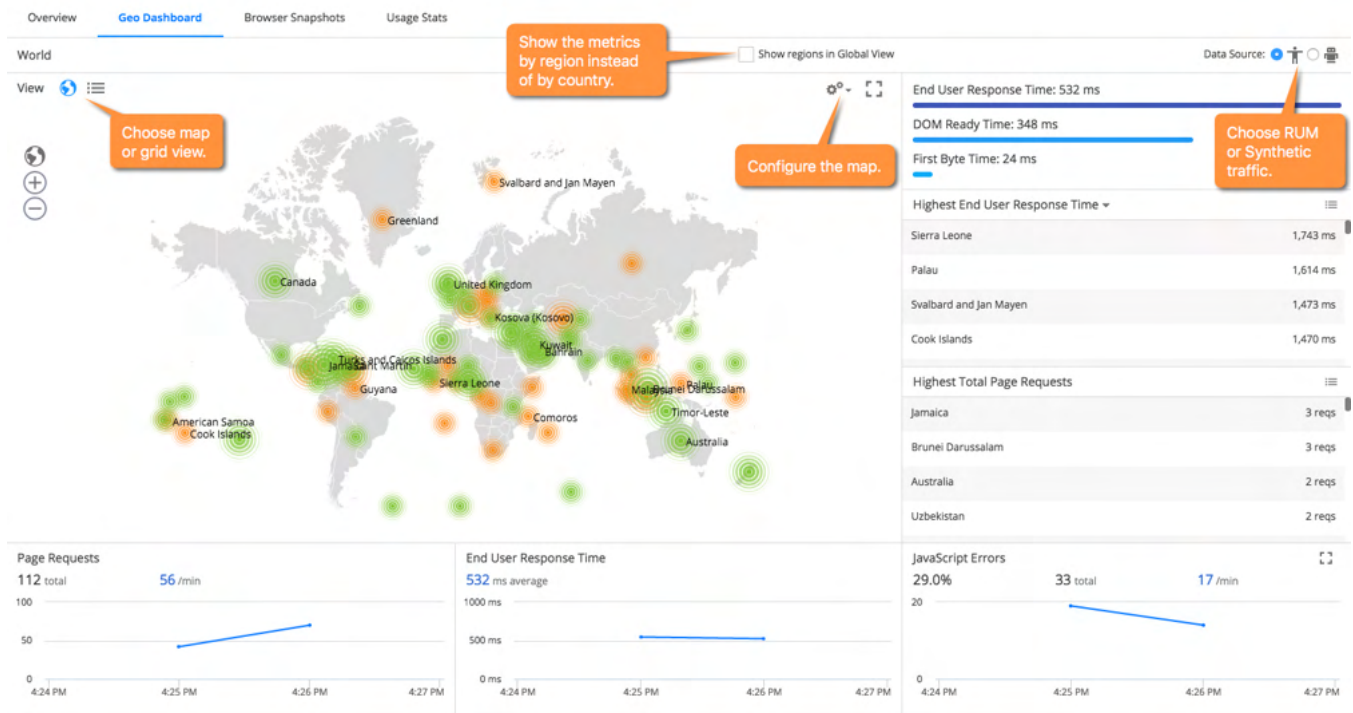 Overview Geo Dashboard Browser Snapshots Usage Stats
World
Show the metrics
by region instead
of by country.
Show regions in Global View
Data Source:
View
Choose map
or grid view.
Configure the map.
End User Response Time: 532 ms
DOM Ready Time: 348 ms
First Byte Time: 24 ms
Choose RUM
or Synthetic
traffic.
Svalbard and Jan Mayen
Greenland
Canada
United Kingdom
Kosova (Kosovo)
Kuwait
Bahrain
Turks and Caicos Islands
Jamaica
Saint Martin
Guyana
Sierra Leone
Malaysia
Brunei Darussalam
Palau
Timor-Leste
Comoros
American Samoa
Cook Islands
Australia
Highest End User Response Time
Sierra Leone 1,743 ms
Palau 1,614 ms
Svalbard and Jan Mayen 1,473 ms
Cook Islands 1,470 ms
Highest Total Page Requests
Jamaica 3 reqs
Brunei Darussalam 3 reqs
Australia 2 reqs
Uzbekistan 2 reqs
Page Requests
112 total 56 /min
100
50
0
4:24 PM 4:25 PM 4:26 PM 4:27 PM
End User Response Time
532 ms average
1000 ms
500 ms
0 ms
4:24 PM 4:25 PM 4:26 PM 4:27 PM
JavaScript Errors
29.0% 33 total 17 /min
20
0
4:24 PM 4:25 PM 4:26 PM 4:27 PM